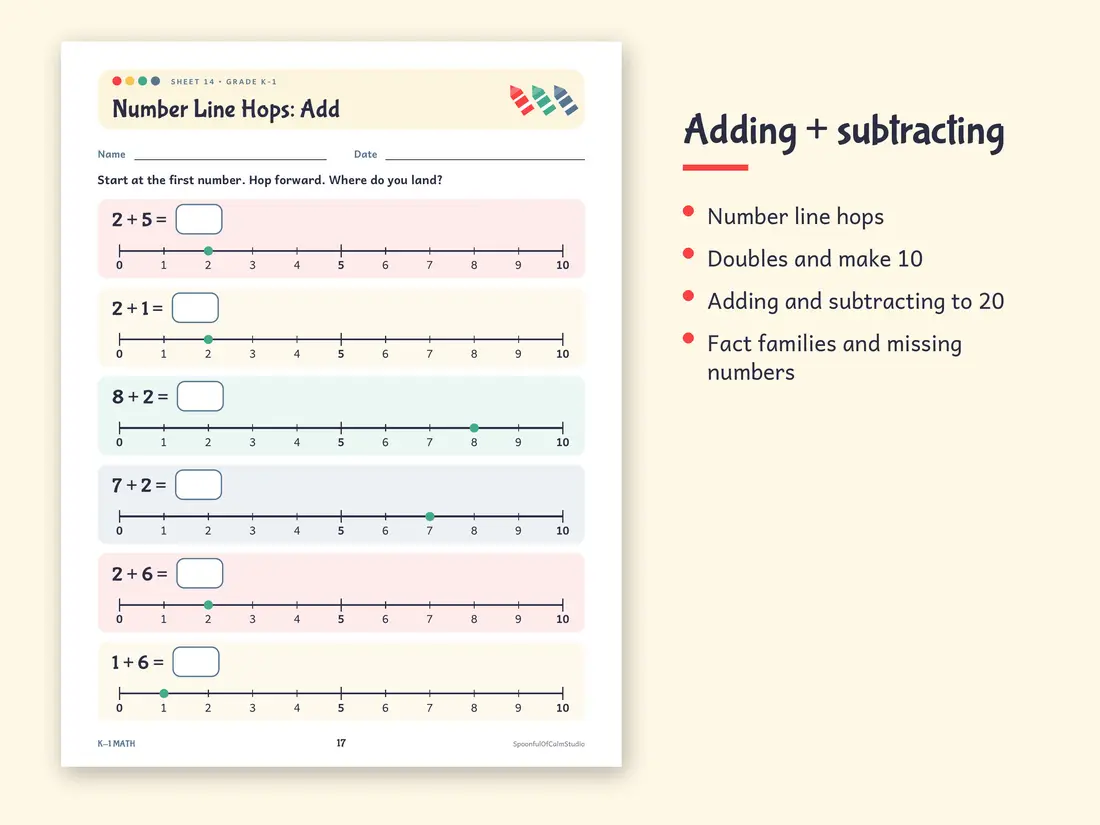 SHEET 14 • GRADE K-1
Number Line Hops: Add
Name
Date
Start at the first number. Hop forward. Where do you land?
2 + 5 =
0 1 2 3 4 5 6 7 8 9 10
2 + 1 =
0 1 2 3 4 5 6 7 8 9 10
8 + 2 =
0 1 2 3 4 5 6 7 8 9 10
7 + 2 =
0 1 2 3 4 5 6 7 8 9 10
2 + 6 =
0 1 2 3 4 5 6 7 8 9 10
1 + 6 =
0 1 2 3 4 5 6 7 8 9 10
K–1 MATH
17
SpoonfulOfCalmStudio
Adding + subtracting
Number line hops
Doubles and make 10
Adding and subtracting to 20
Fact families and missing
numbers